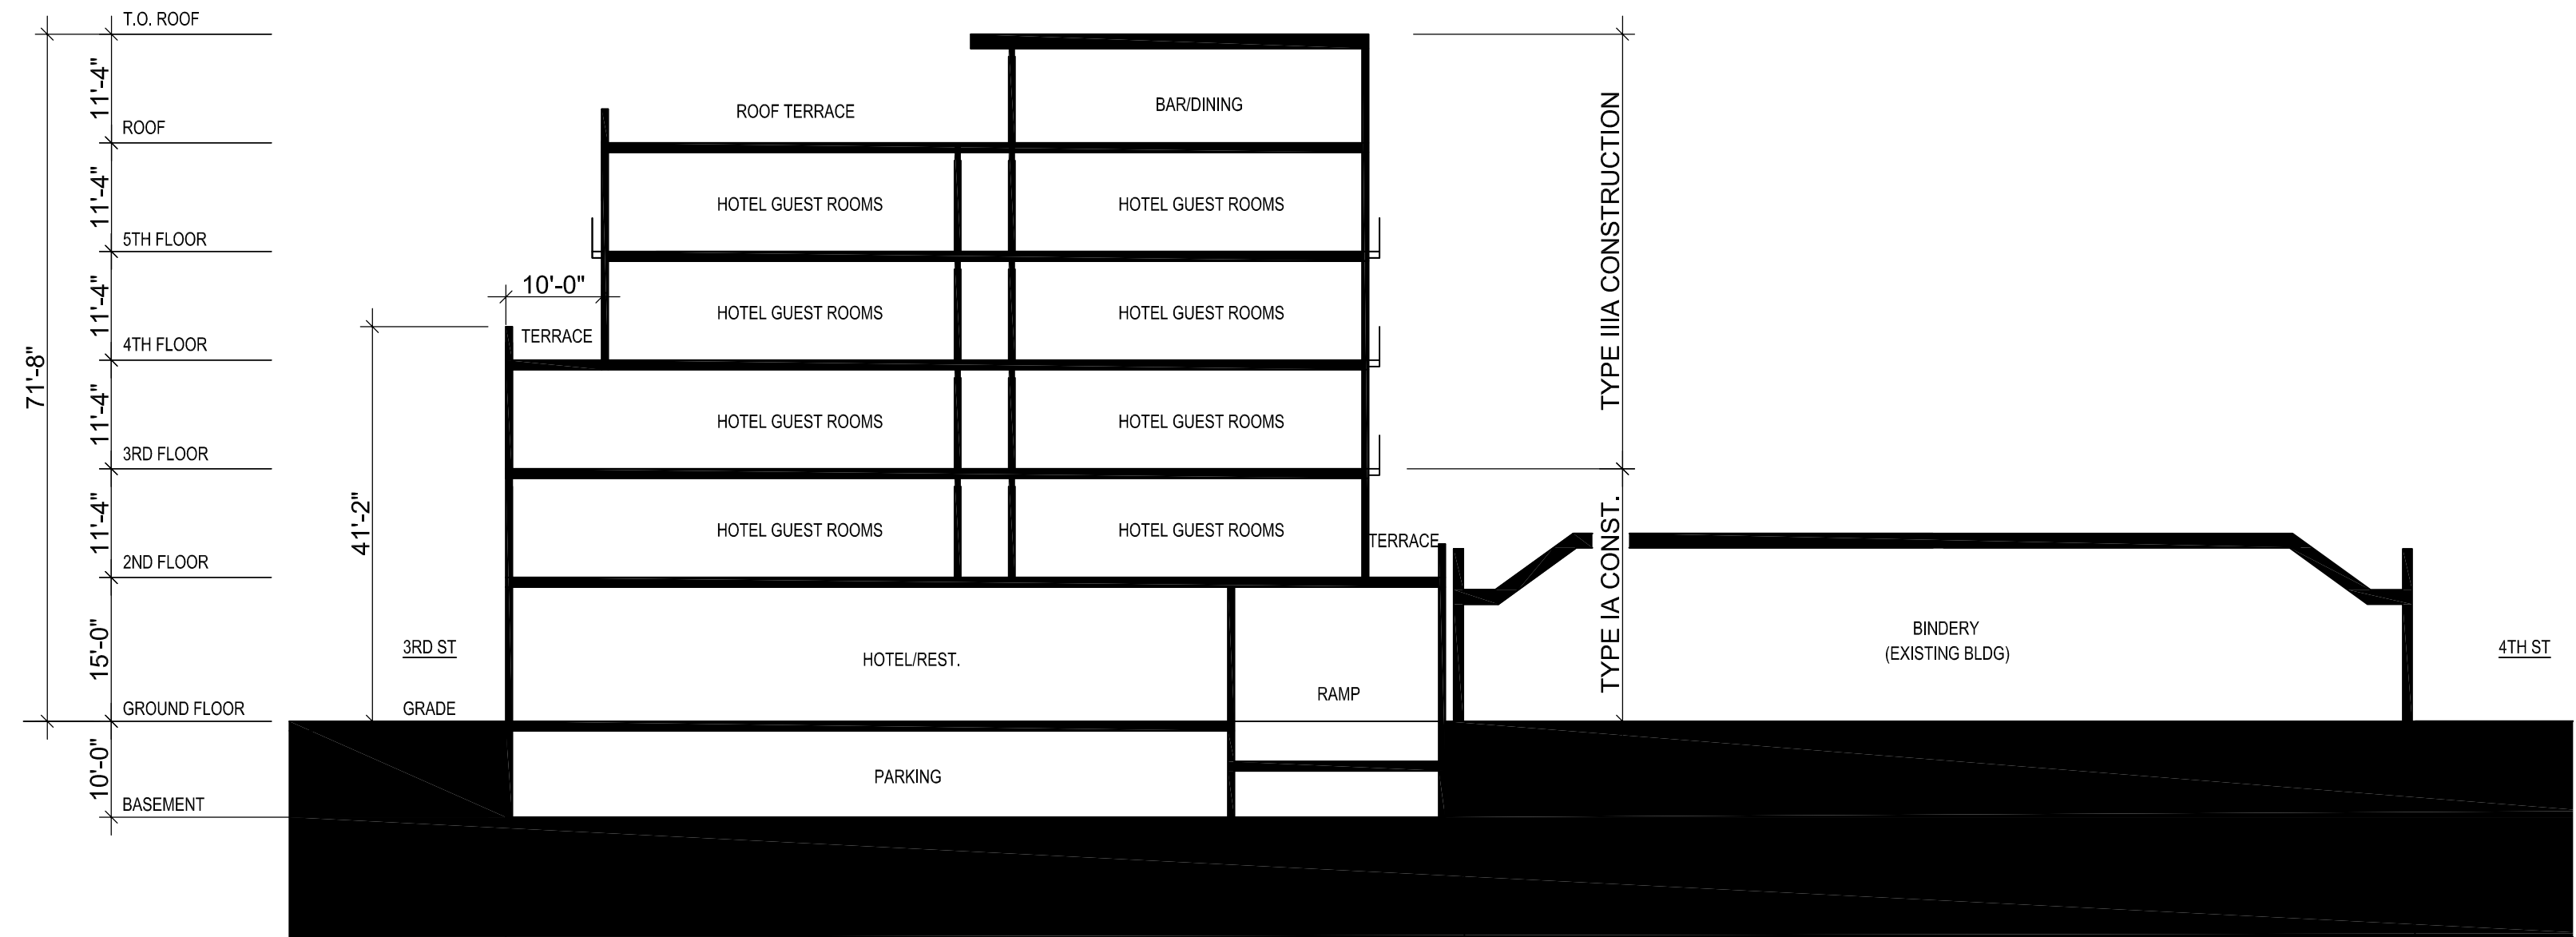 T.O. ROOF
11'-4"
ROOF
11'-4"
5TH FLOOR
11'-4"
4TH FLOOR
11'-4"
3RD FLOOR
11'-4"
2ND FLOOR
15'-0"
GROUND FLOOR
10'-0"
BASEMENT
71'-8"
41'-2"
10'-0"
TERRACE
3RD ST
GRADE
ROOF TERRACE
BAR/DINING
HOTEL GUEST ROOMS
HOTEL GUEST ROOMS
HOTEL GUEST ROOMS
HOTEL GUEST ROOMS
HOTEL GUEST ROOMS
HOTEL GUEST ROOMS
HOTEL GUEST ROOMS
HOTEL GUEST ROOMS
TERRACE
HOTEL/REST.
RAMP
PARKING
TYPE IIIA CONSTRUCTION
TYPE IA CONST.
BINDERY
(EXISTING BLDG)
4TH ST